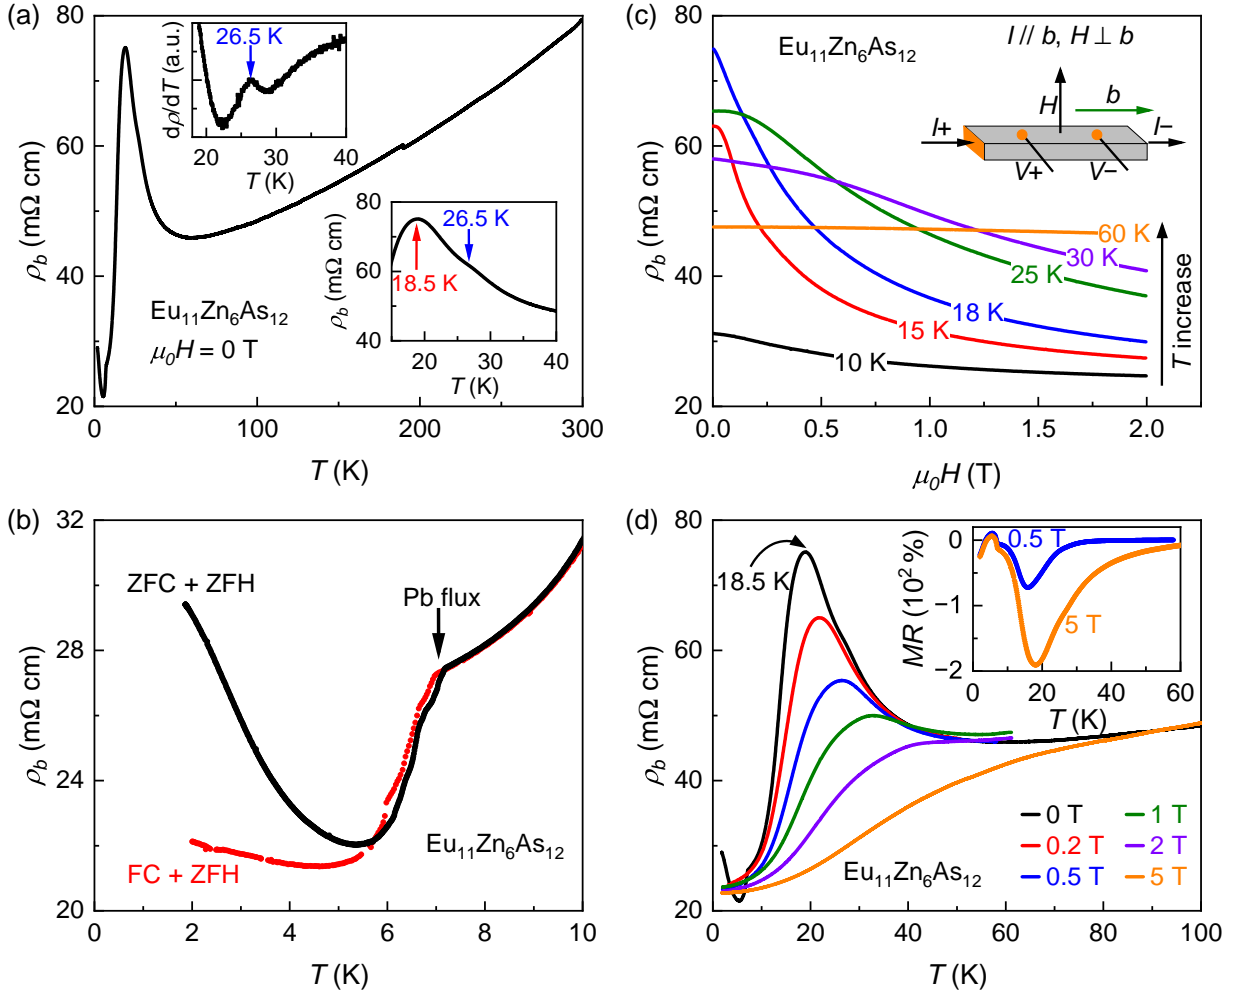 (a)
80
60
40
20
0
100
200
300
ρb (mΩ cm)
T (K)
Eu11Zn6As12
μ0H = 0 T
dρ/dT (a.u.)
26.5 K
20
30
40
T (K)
80
60
40
ρb (mΩ cm)
26.5 K
18.5 K
20
30
40
T (K)
(c)
80
60
40
20
0.0
0.5
1.0
1.5
2.0
ρb (mΩ cm)
μ0H (T)
Eu11Zn6As12
I // b, H ⊥ b
H
b
I+
I−
V+
V−
60 K
30 K
25 K
18 K
15 K
10 K
T increase
(b)
32
28
24
20
0
2
4
6
8
10
ρb (mΩ cm)
T (K)
ZFC + ZFH
Pb flux
FC + ZFH
Eu11Zn6As12
(d)
80
60
40
20
0
20
40
60
80
100
ρb (mΩ cm)
T (K)
18.5 K
MR (10² %)
0
−1
−2
0.5 T
5 T
0
20
40
60
T (K)
Eu11Zn6As12
0 T
0.2 T
0.5 T
1 T
2 T
5 T